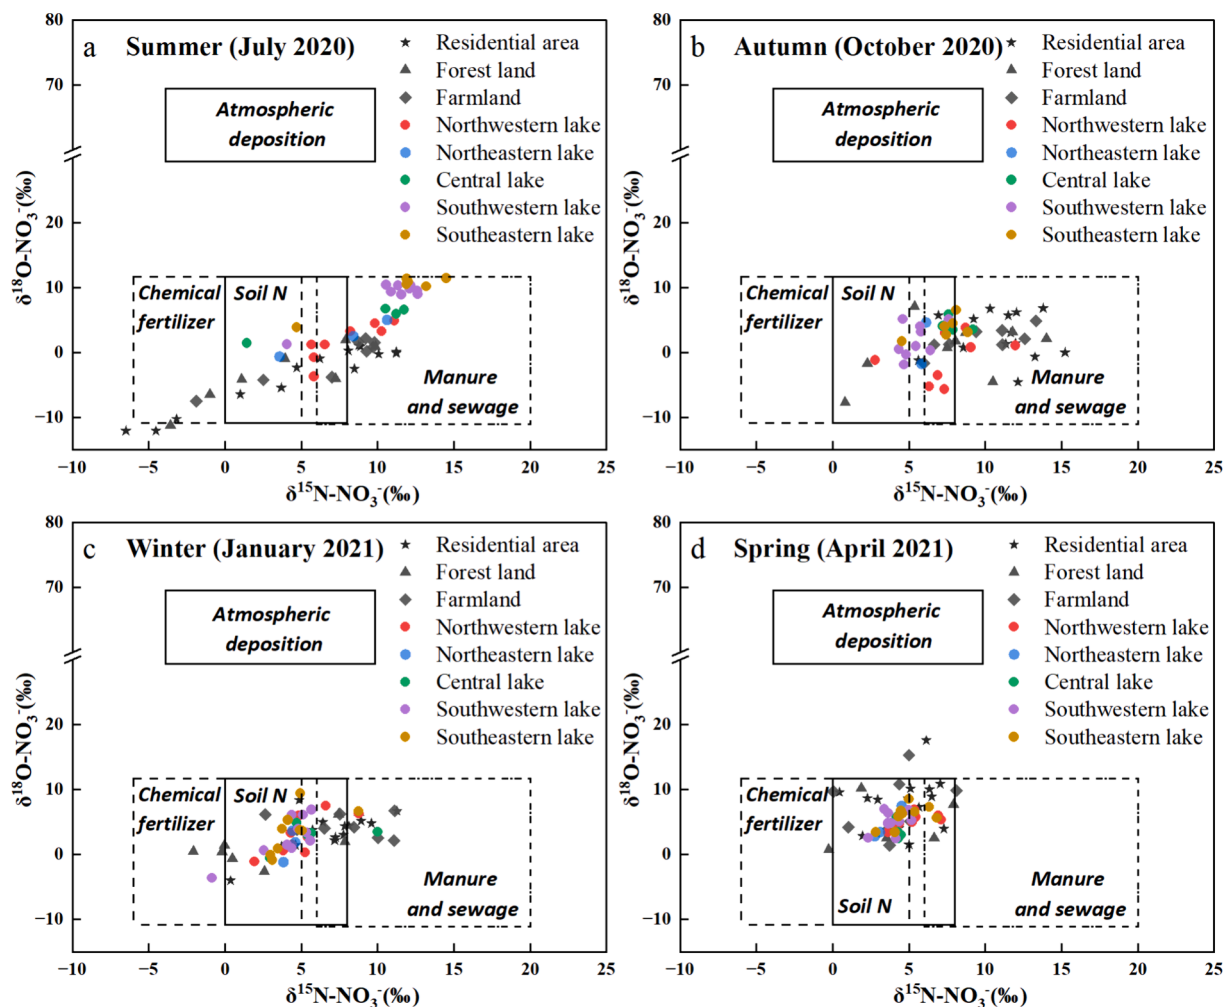 a Summer (July 2020)
80
70
20
10
0
−10
δ¹⁸O-NO₃⁻(‰)
Residential area
Forest land
Farmland
Northwestern lake
Northeastern lake
Central lake
Southwestern lake
Southeastern lake
Atmospheric
deposition
Chemical
fertilizer
Soil N
Manure
and sewage
−10 −5 0 5 10 15 20 25
δ¹⁵N-NO₃⁻(‰)
b Autumn (October 2020)
80
70
20
10
0
−10
δ¹⁸O-NO₃⁻(‰)
Residential area
Forest land
Farmland
Northwestern lake
Northeastern lake
Central lake
Southwestern lake
Southeastern lake
Atmospheric
deposition
Chemical
fertilizer
Soil N
Manure
and sewage
−10 −5 0 5 10 15 20 25
δ¹⁵N-NO₃⁻(‰)
c Winter (January 2021)
80
70
20
10
0
−10
δ¹⁸O-NO₃⁻(‰)
Residential area
Forest land
Farmland
Northwestern lake
Northeastern lake
Central lake
Southwestern lake
Southeastern lake
Atmospheric
deposition
Chemical
fertilizer
Soil N
Manure
and sewage
−10 −5 0 5 10 15 20 25
δ¹⁵N-NO₃⁻(‰)
d Spring (April 2021)
80
70
20
10
0
−10
δ¹⁸O-NO₃⁻(‰)
Residential area
Forest land
Farmland
Northwestern lake
Northeastern lake
Central lake
Southwestern lake
Southeastern lake
Atmospheric
deposition
Chemical
fertilizer
Soil N
Manure
and sewage
−10 −5 0 5 10 15 20 25
δ¹⁵N-NO₃⁻(‰)